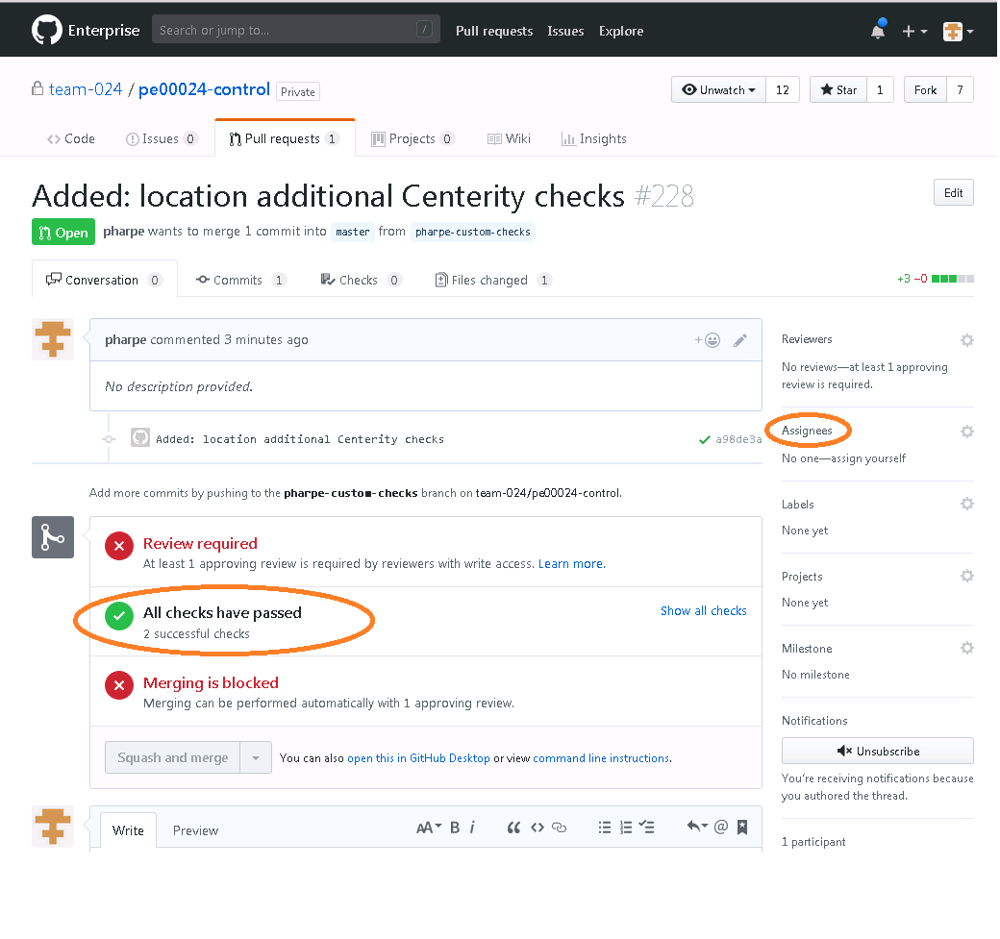 Enterprise Search or jump to... / Pull requests Issues Explore
team-024 / pe00024-control Private Unwatch 12 Star 1 Fork 7
Code Issues 0 Pull requests 1 Projects 0 Wiki Insights
Added: location additional Centerity checks #228 Edit
Open pharpe wants to merge 1 commit into master from pharpe-custom-checks
Conversation 0 Commits 1 Checks 0 Files changed 1 +3 −0
pharpe commented 3 minutes ago
No description provided.
Added: location additional Centerity checks a98de3a
Add more commits by pushing to the pharpe-custom-checks branch on team-024/pe00024-control.
Review required
At least 1 approving review is required by reviewers with write access. Learn more.
All checks have passed
2 successful checks
Show all checks
Merging is blocked
Merging can be performed automatically with 1 approving review.
Squash and merge You can also open this in GitHub Desktop or view command line instructions.
Write Preview AA B i
Reviewers
No reviews—at least 1 approving
review is required.
Assignees
No one—assign yourself
Labels
None yet
Projects
None yet
Milestone
No milestone
Notifications
Unsubscribe
You're receiving notifications because
you authored the thread.
1 participant